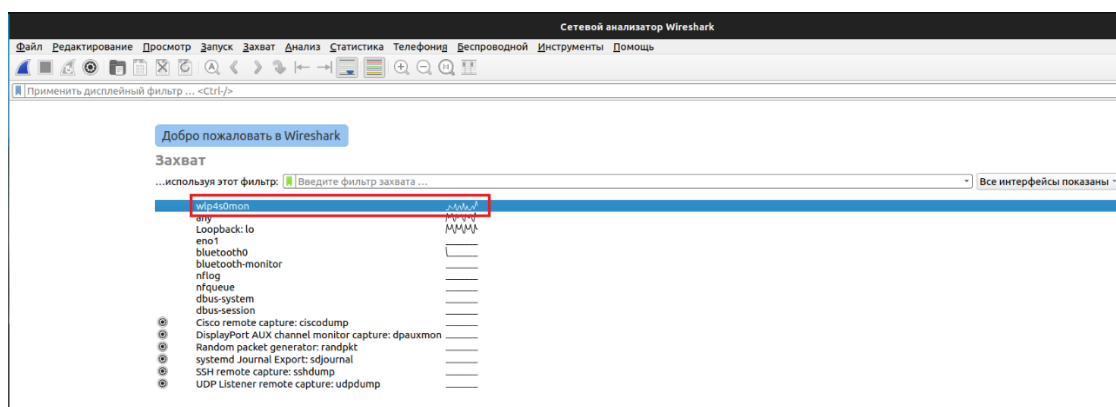 Сетевой анализатор Wireshark
Файл Редактирование Просмотр Запуск Захват Анализ Статистика Телефония Беспроводной Инструменты Помощь
Применить дисплейный фильтр ... <Ctrl-/>
Добро пожаловать в Wireshark
Захват
...используя этот фильтр: Введите фильтр захвата ... Все интерфейсы показаны
wlp4s0mon
any
Loopback: lo
eno1
bluetooth0
bluetooth-monitor
nflog
nfqueue
dbus-system
dbus-session
Cisco remote capture: ciscodump
DisplayPort AUX channel monitor capture: dpauxmon
Random packet generator: randpkt
systemd Journal Export: sdjournal
SSH remote capture: sshdump
UDP Listener remote capture: udpdump